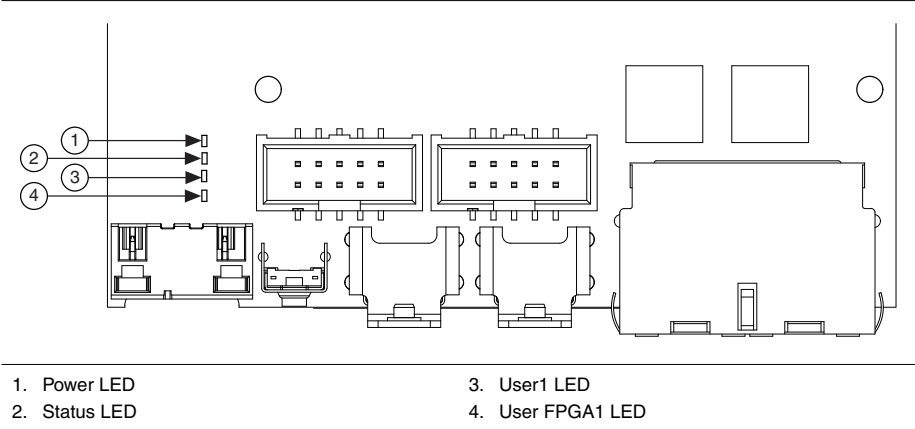 1
2
3
4
1. Power LED
2. Status LED
3. User1 LED
4. User FPGA1 LED